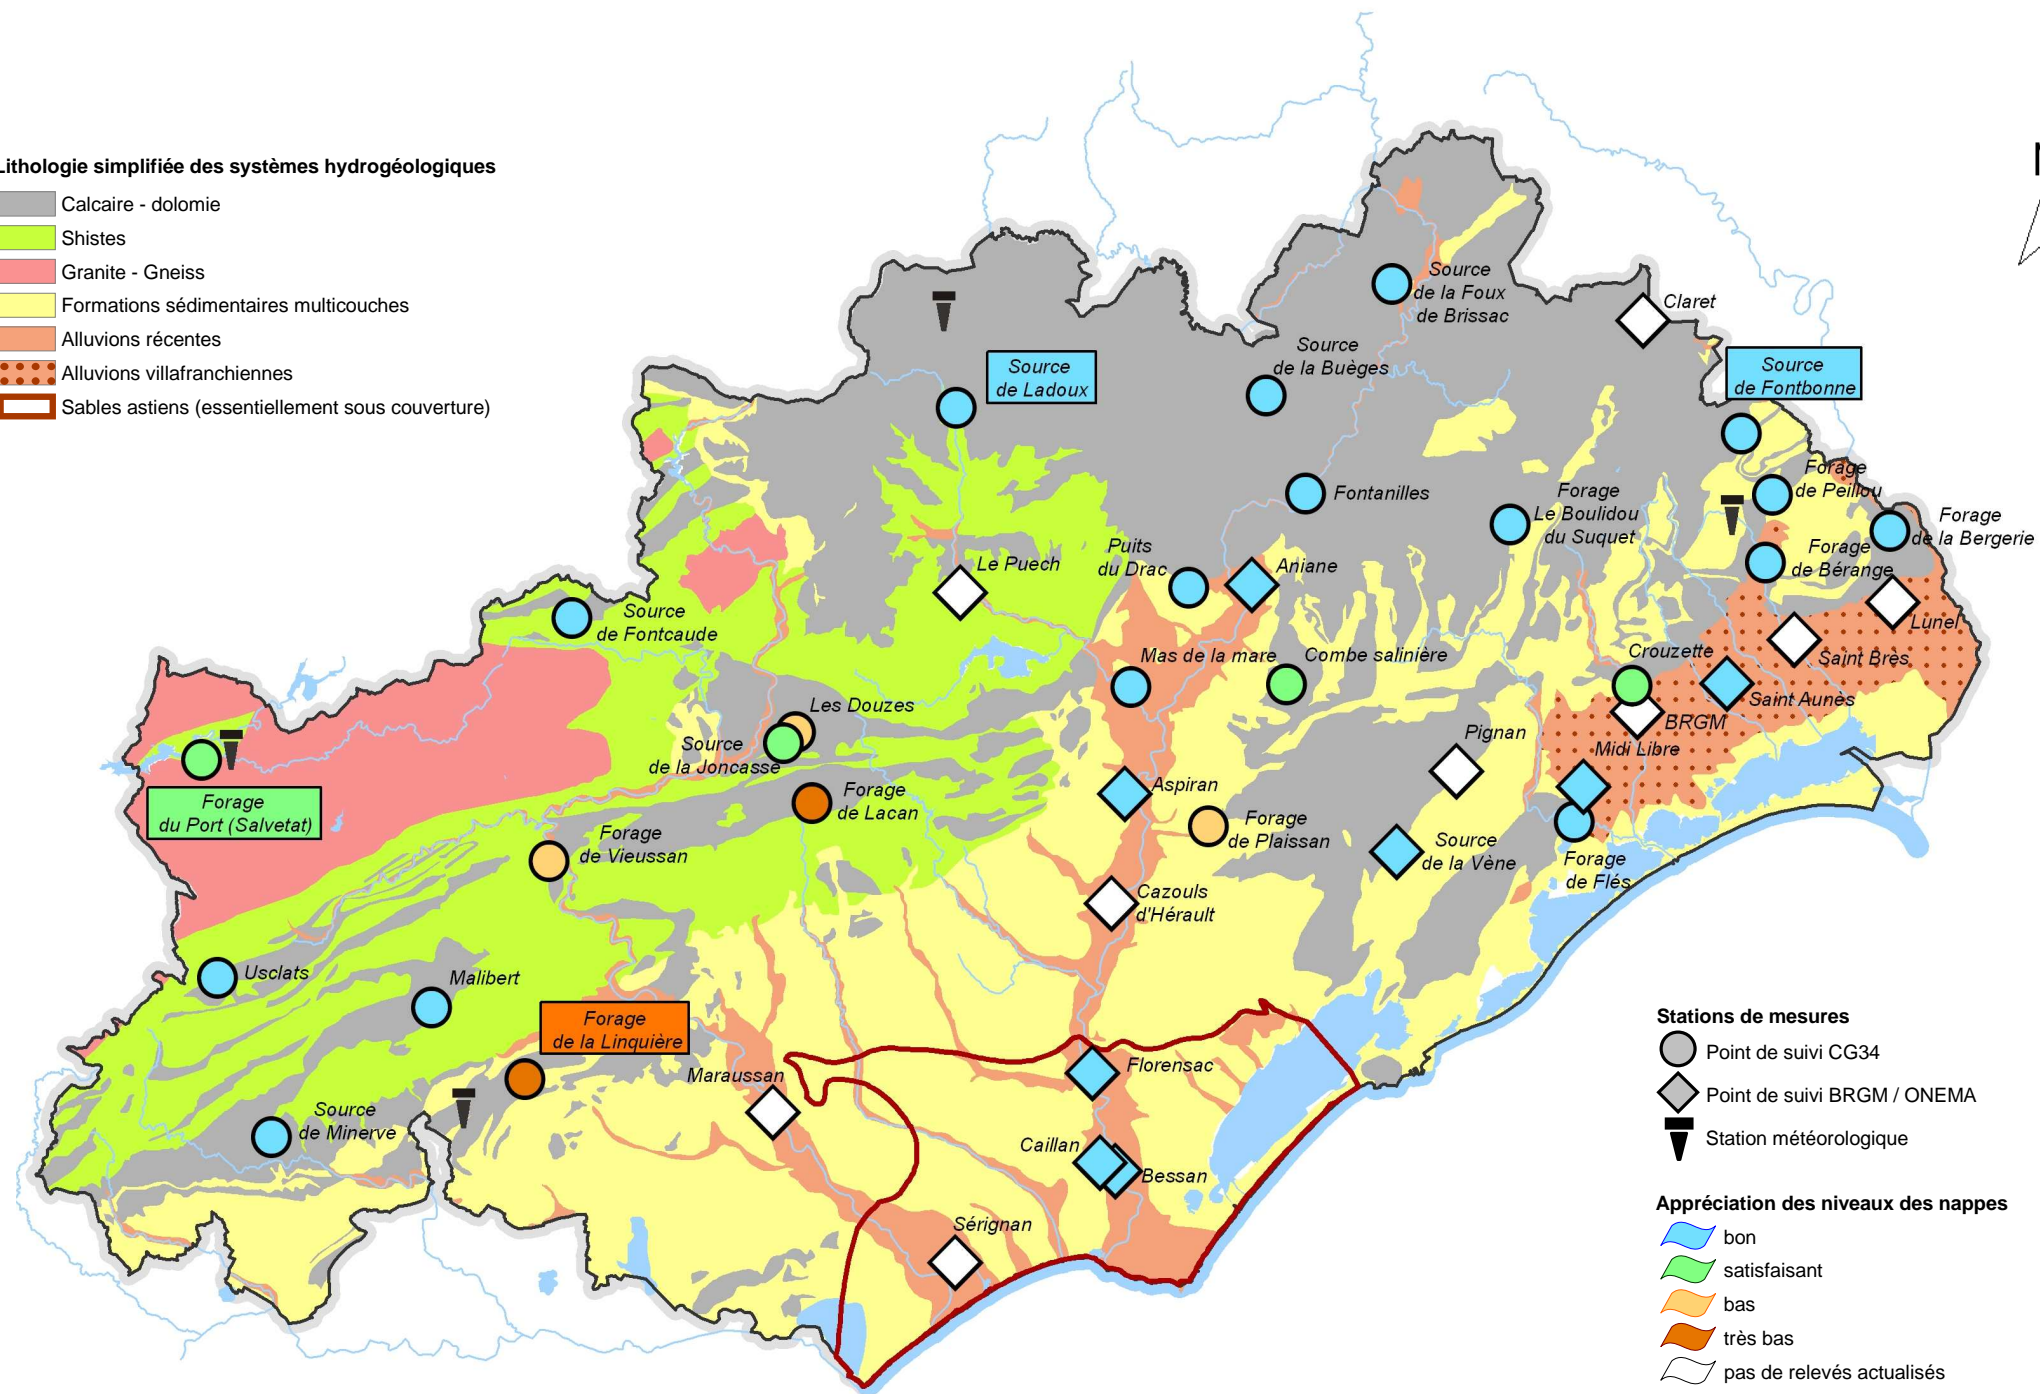 Lithologie simplifiée des systèmes hydrogéologiques
Calcaire - dolomie
Shistes
Granite - Gneiss
Formations sédimentaires multicouches
Alluvions récentes
Alluvions villafranchiennes
Sables astiens (essentiellement sous couverture)
N
Source
de la Foux
de Brissac
Claret
Source
de la Buèges
Source
de Ladoux
Source
de Fontbonne
Fontanilles
Forage
Le Boulidou
du Suquet
Forage
de Peillou
Forage
de la Bergerie
Forage
de Bérange
Puits
du Drac
Aniane
Le Puech
Lunel
Source
de Fontcaude
Mas de la mare
Combe salinière
Crouzette
Saint Brès
Saint Aunès
BRGM
Midi Libre
Les Douzes
Source
de la Joncasse
Pignan
Forage
du Port (Salvetat)
Forage
de Lacan
Aspiran
Forage
de Plaissan
Forage
de Vieussan
Source
de la Vène
Forage
de Flés
Cazouls
d'Hérault
Usclats
Malibert
Forage
de la Linquière
Maraussan
Florensac
Source
de Minerve
Caillan
Bessan
Sérignan
Stations de mesures
Point de suivi CG34
Point de suivi BRGM / ONEMA
Station météorologique
Appréciation des niveaux des nappes
bon
satisfaisant
bas
très bas
pas de relevés actualisés